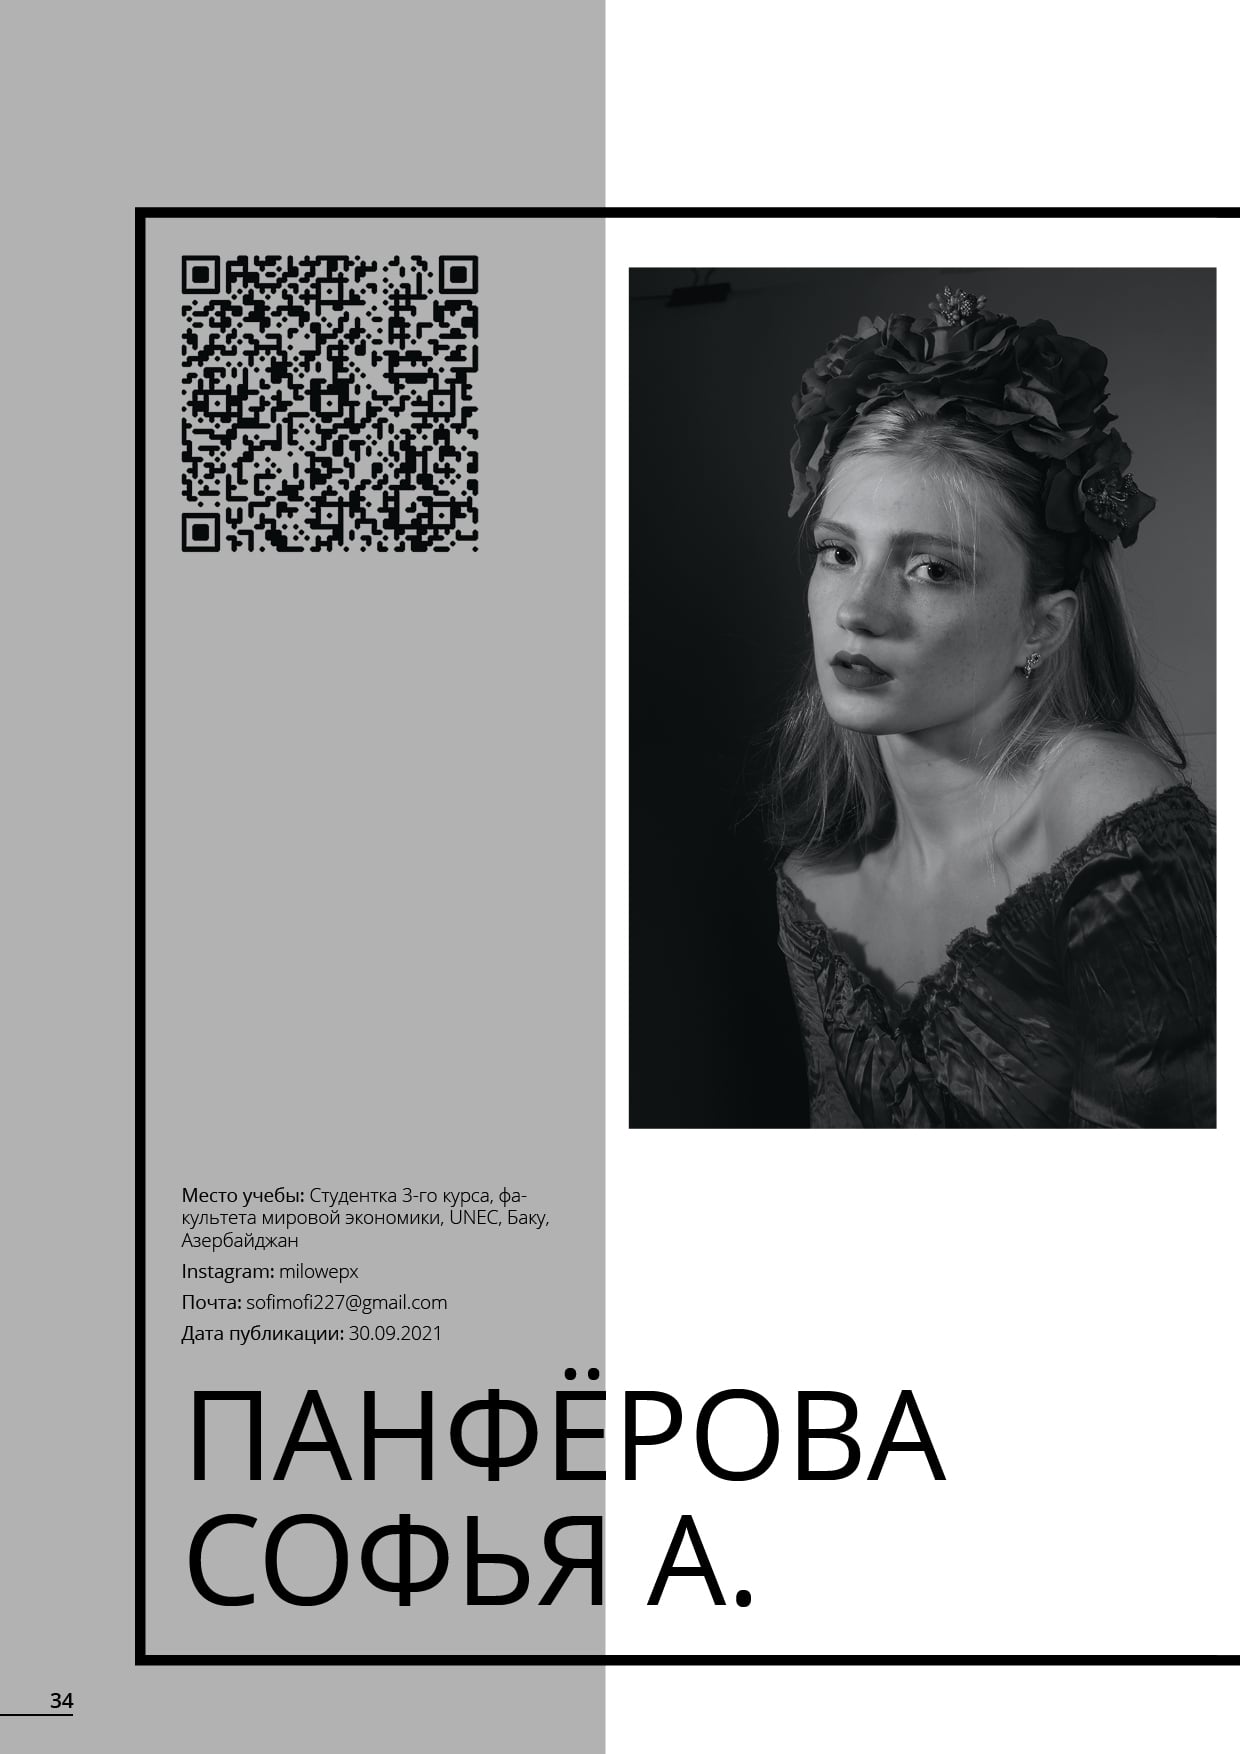 Место учебы: Студентка 3-го курса, фа-
культета мировой экономики, UNEC, Баку,
Азербайджан
Instagram: milowepx
Почта: sofimofi227@gmail.com
Дата публикации: 30.09.2021
ПАНФЁРОВА
СОФЬЯ А.
34